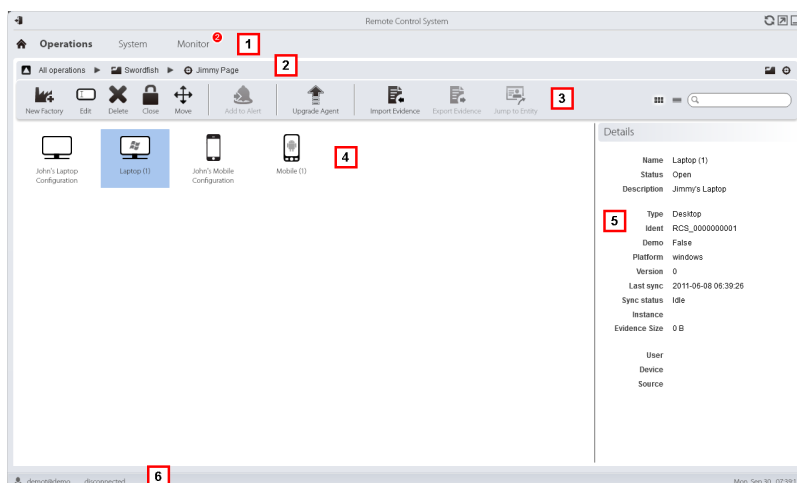 Remote Control System
Operations System Monitor 2 1
All operations Swordfish Jimmy Page 2
New Factory Edit Delete Close Move Add to Alert Upgrade Agent Import Evidence Export Evidence Jump to Entity 3
Details
John's Laptop Configuration
Laptop (1)
John's Mobile Configuration
Mobile (1)
4
Name Laptop (1)
Status Open
Description Jimmy's Laptop
5
Type Desktop
Ident RCS_0000000001
Demo False
Platform windows
Version 0
Last sync 2011-06-08 06:39:26
Sync status Idle
Instance
Evidence Size 0 B
User
Device
Source
disconnected 6
Mon, Sep 30,